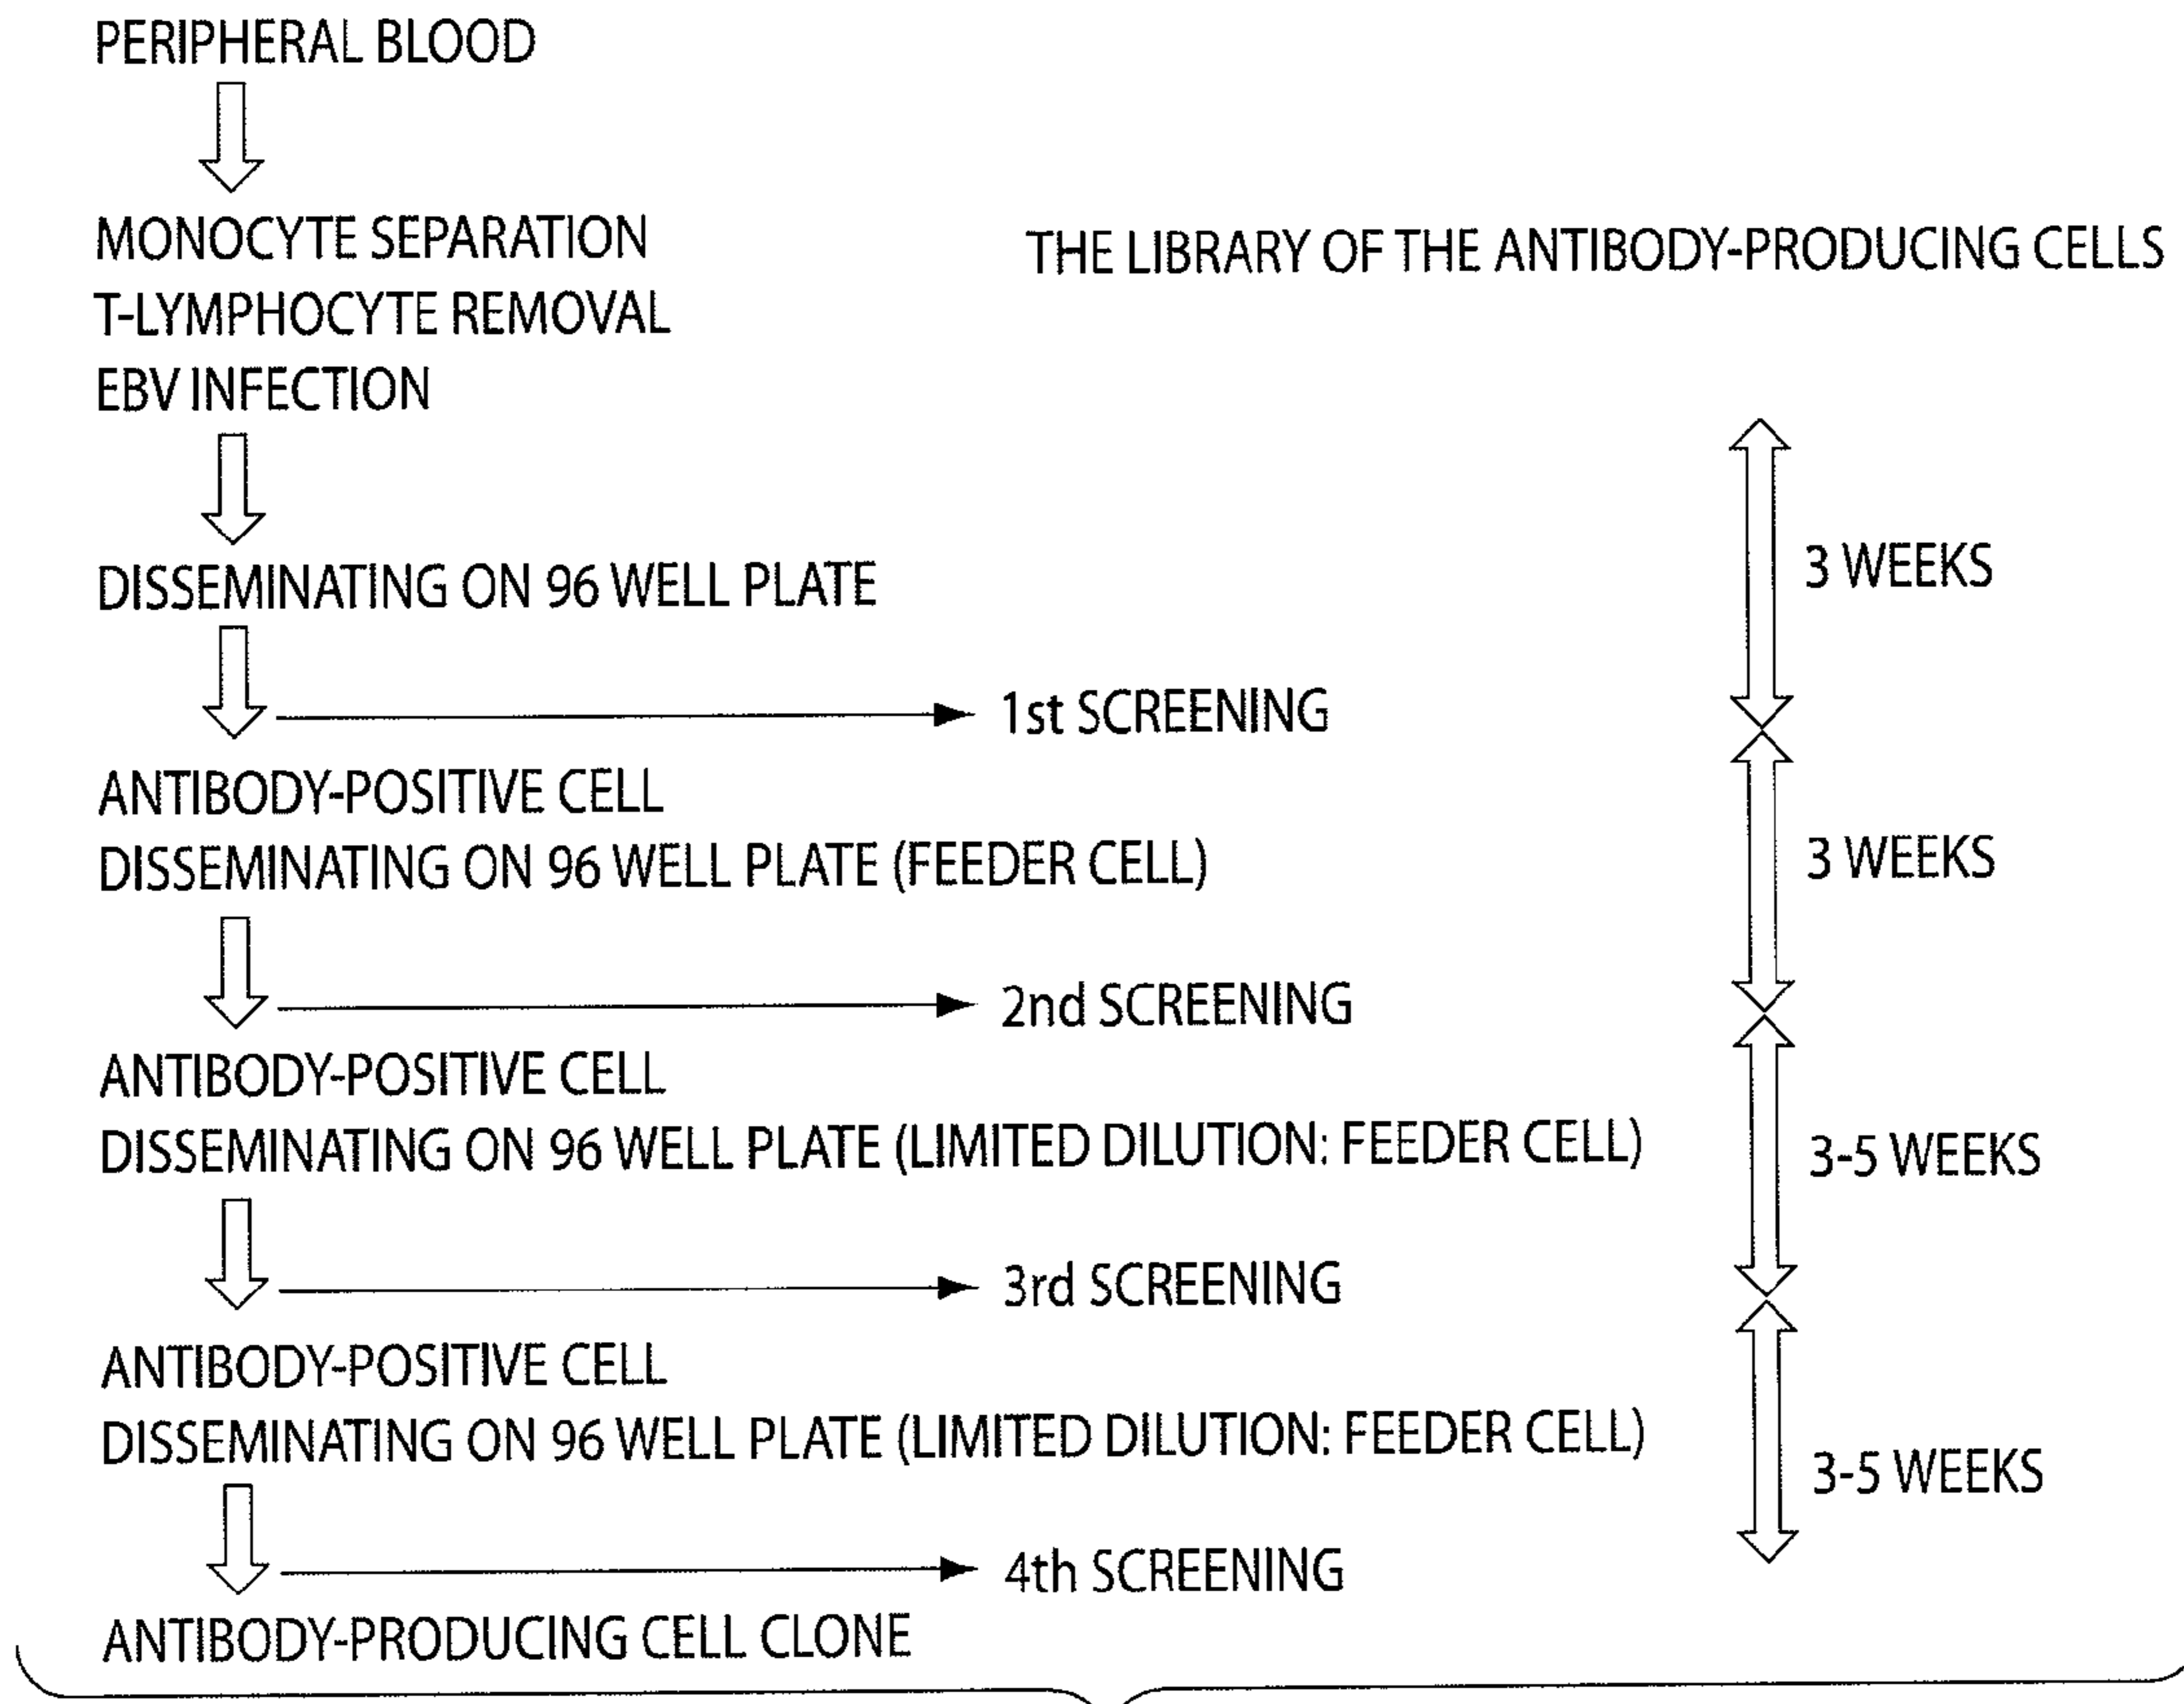 PERIPHERAL BLOOD
MONOCYTE SEPARATION
THE LIBRARY OF THE ANTIBODY-PRODUCING CELLS
T-LYMPHOCYTE REMOVAL
EBV INFECTION
3 WEEKS
DISSEMINATING ON 96 WELL PLATE
1st SCREENING
ANTIBODY-POSITIVE CELL
DISSEMINATING ON 96 WELL PLATE (FEEDER CELL)
3 WEEKS
2nd SCREENING
ANTIBODY-POSITIVE CELL
DISSEMINATING ON 96 WELL PLATE (LIMITED DILUTION: FEEDER CELL)
3-5 WEEKS
3rd SCREENING
ANTIBODY-POSITIVE CELL
DISSEMINATING ON 96 WELL PLATE (LIMITED DILUTION: FEEDER CELL)
3-5 WEEKS
4th SCREENING
ANTIBODY-PRODUCING CELL CLONE